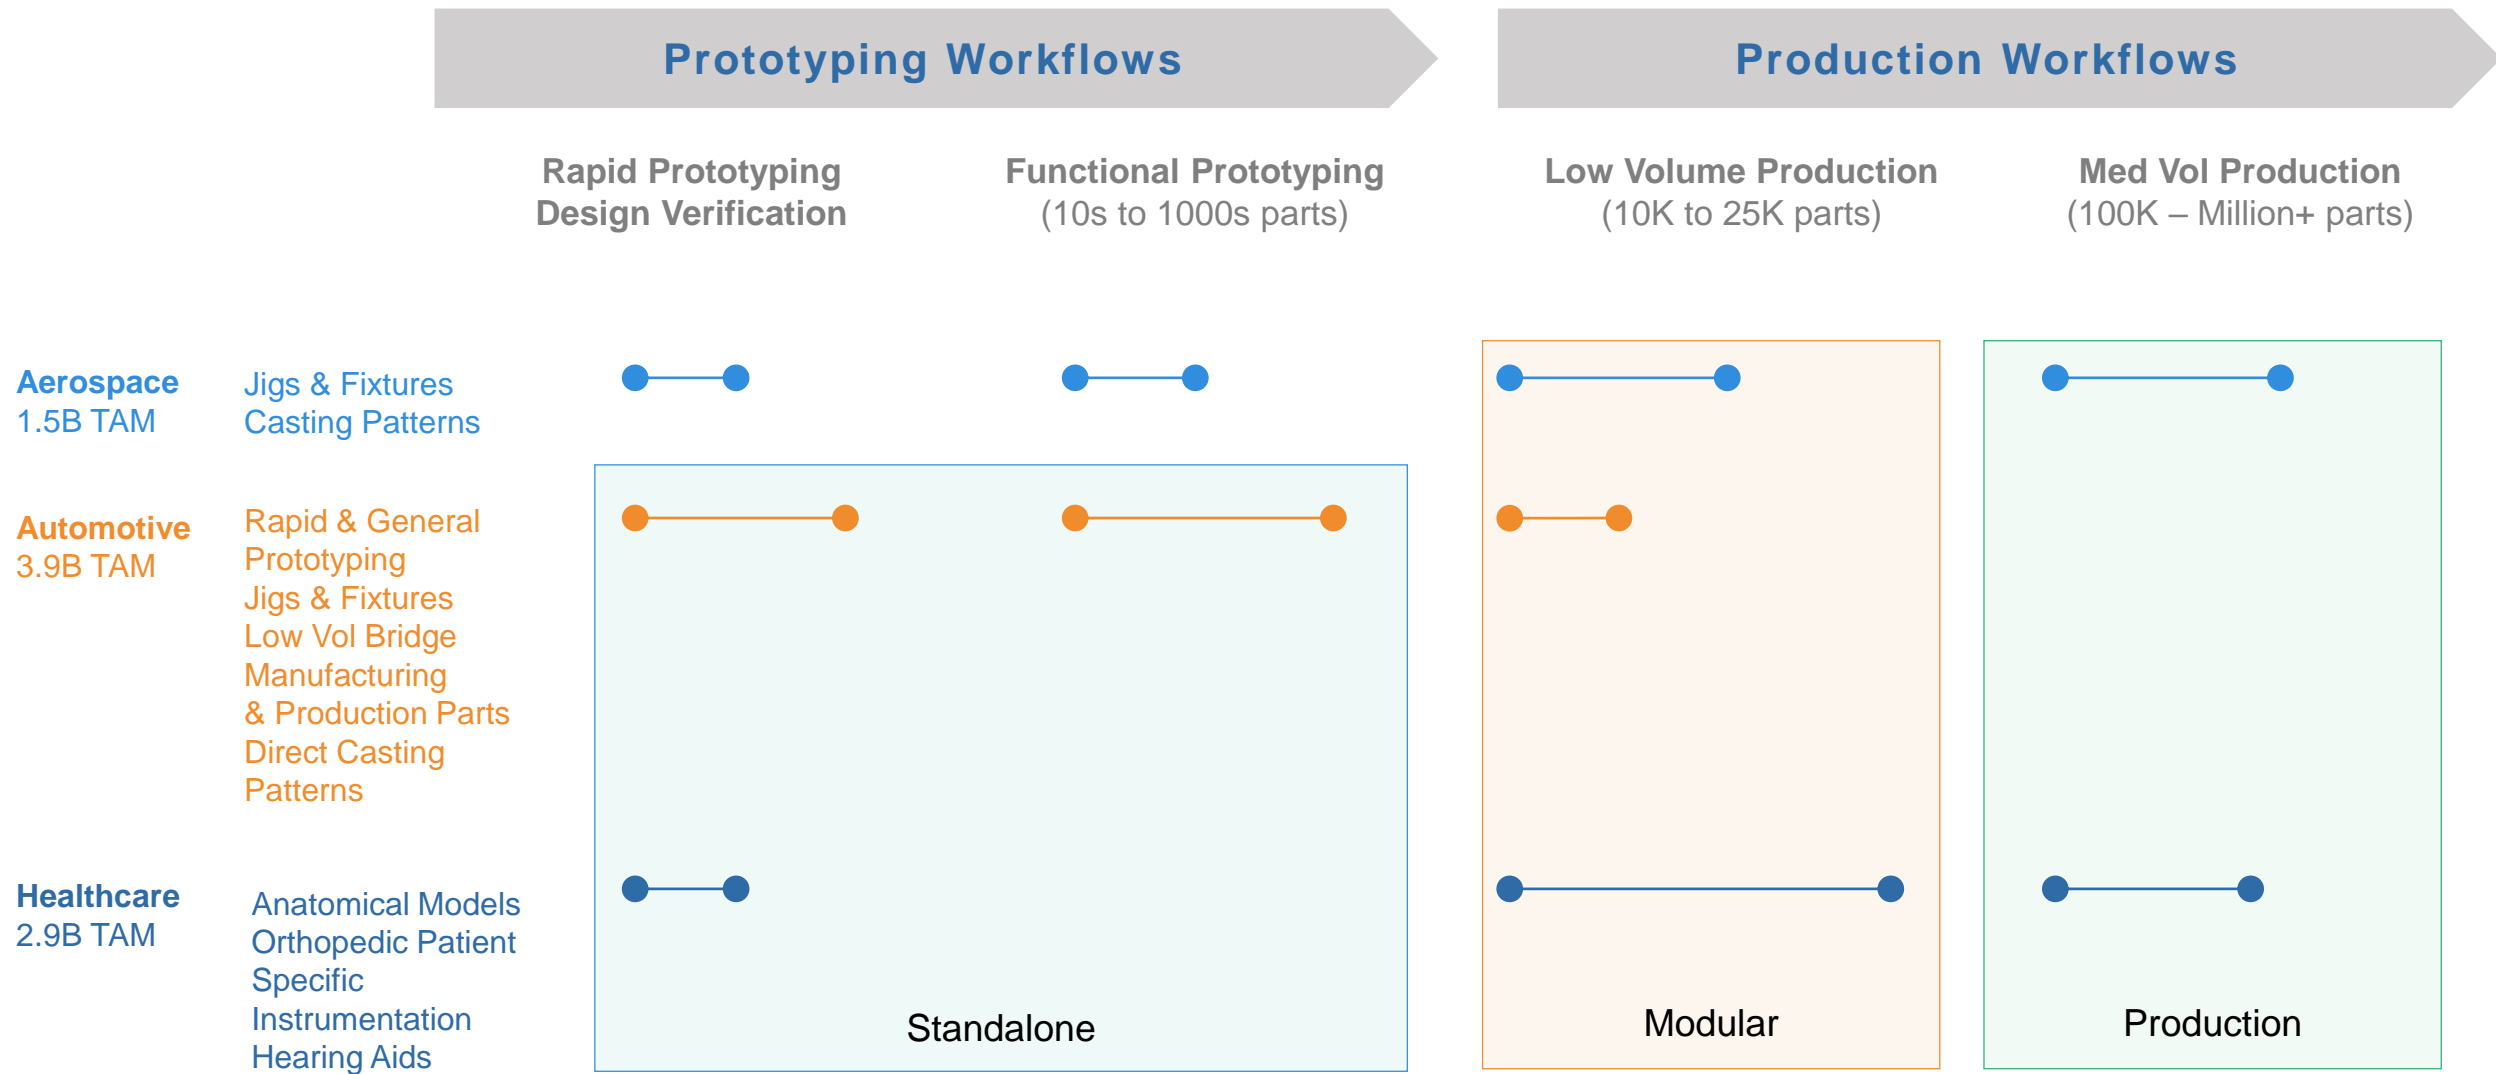 Prototyping Workflows
Production Workflows
Rapid Prototyping
Design Verification
Functional Prototyping
(10s to 1000s parts)
Low Volume Production
(10K to 25K parts)
Med Vol Production
(100K – Million+ parts)
Aerospace
1.5B TAM
Jigs & Fixtures
Casting Patterns
Automotive
3.9B TAM
Rapid & General
Prototyping
Jigs & Fixtures
Low Vol Bridge
Manufacturing
& Production Parts
Direct Casting
Patterns
Healthcare
2.9B TAM
Anatomical Models
Orthopedic Patient
Specific
Instrumentation
Hearing Aids
Standalone
Modular
Production